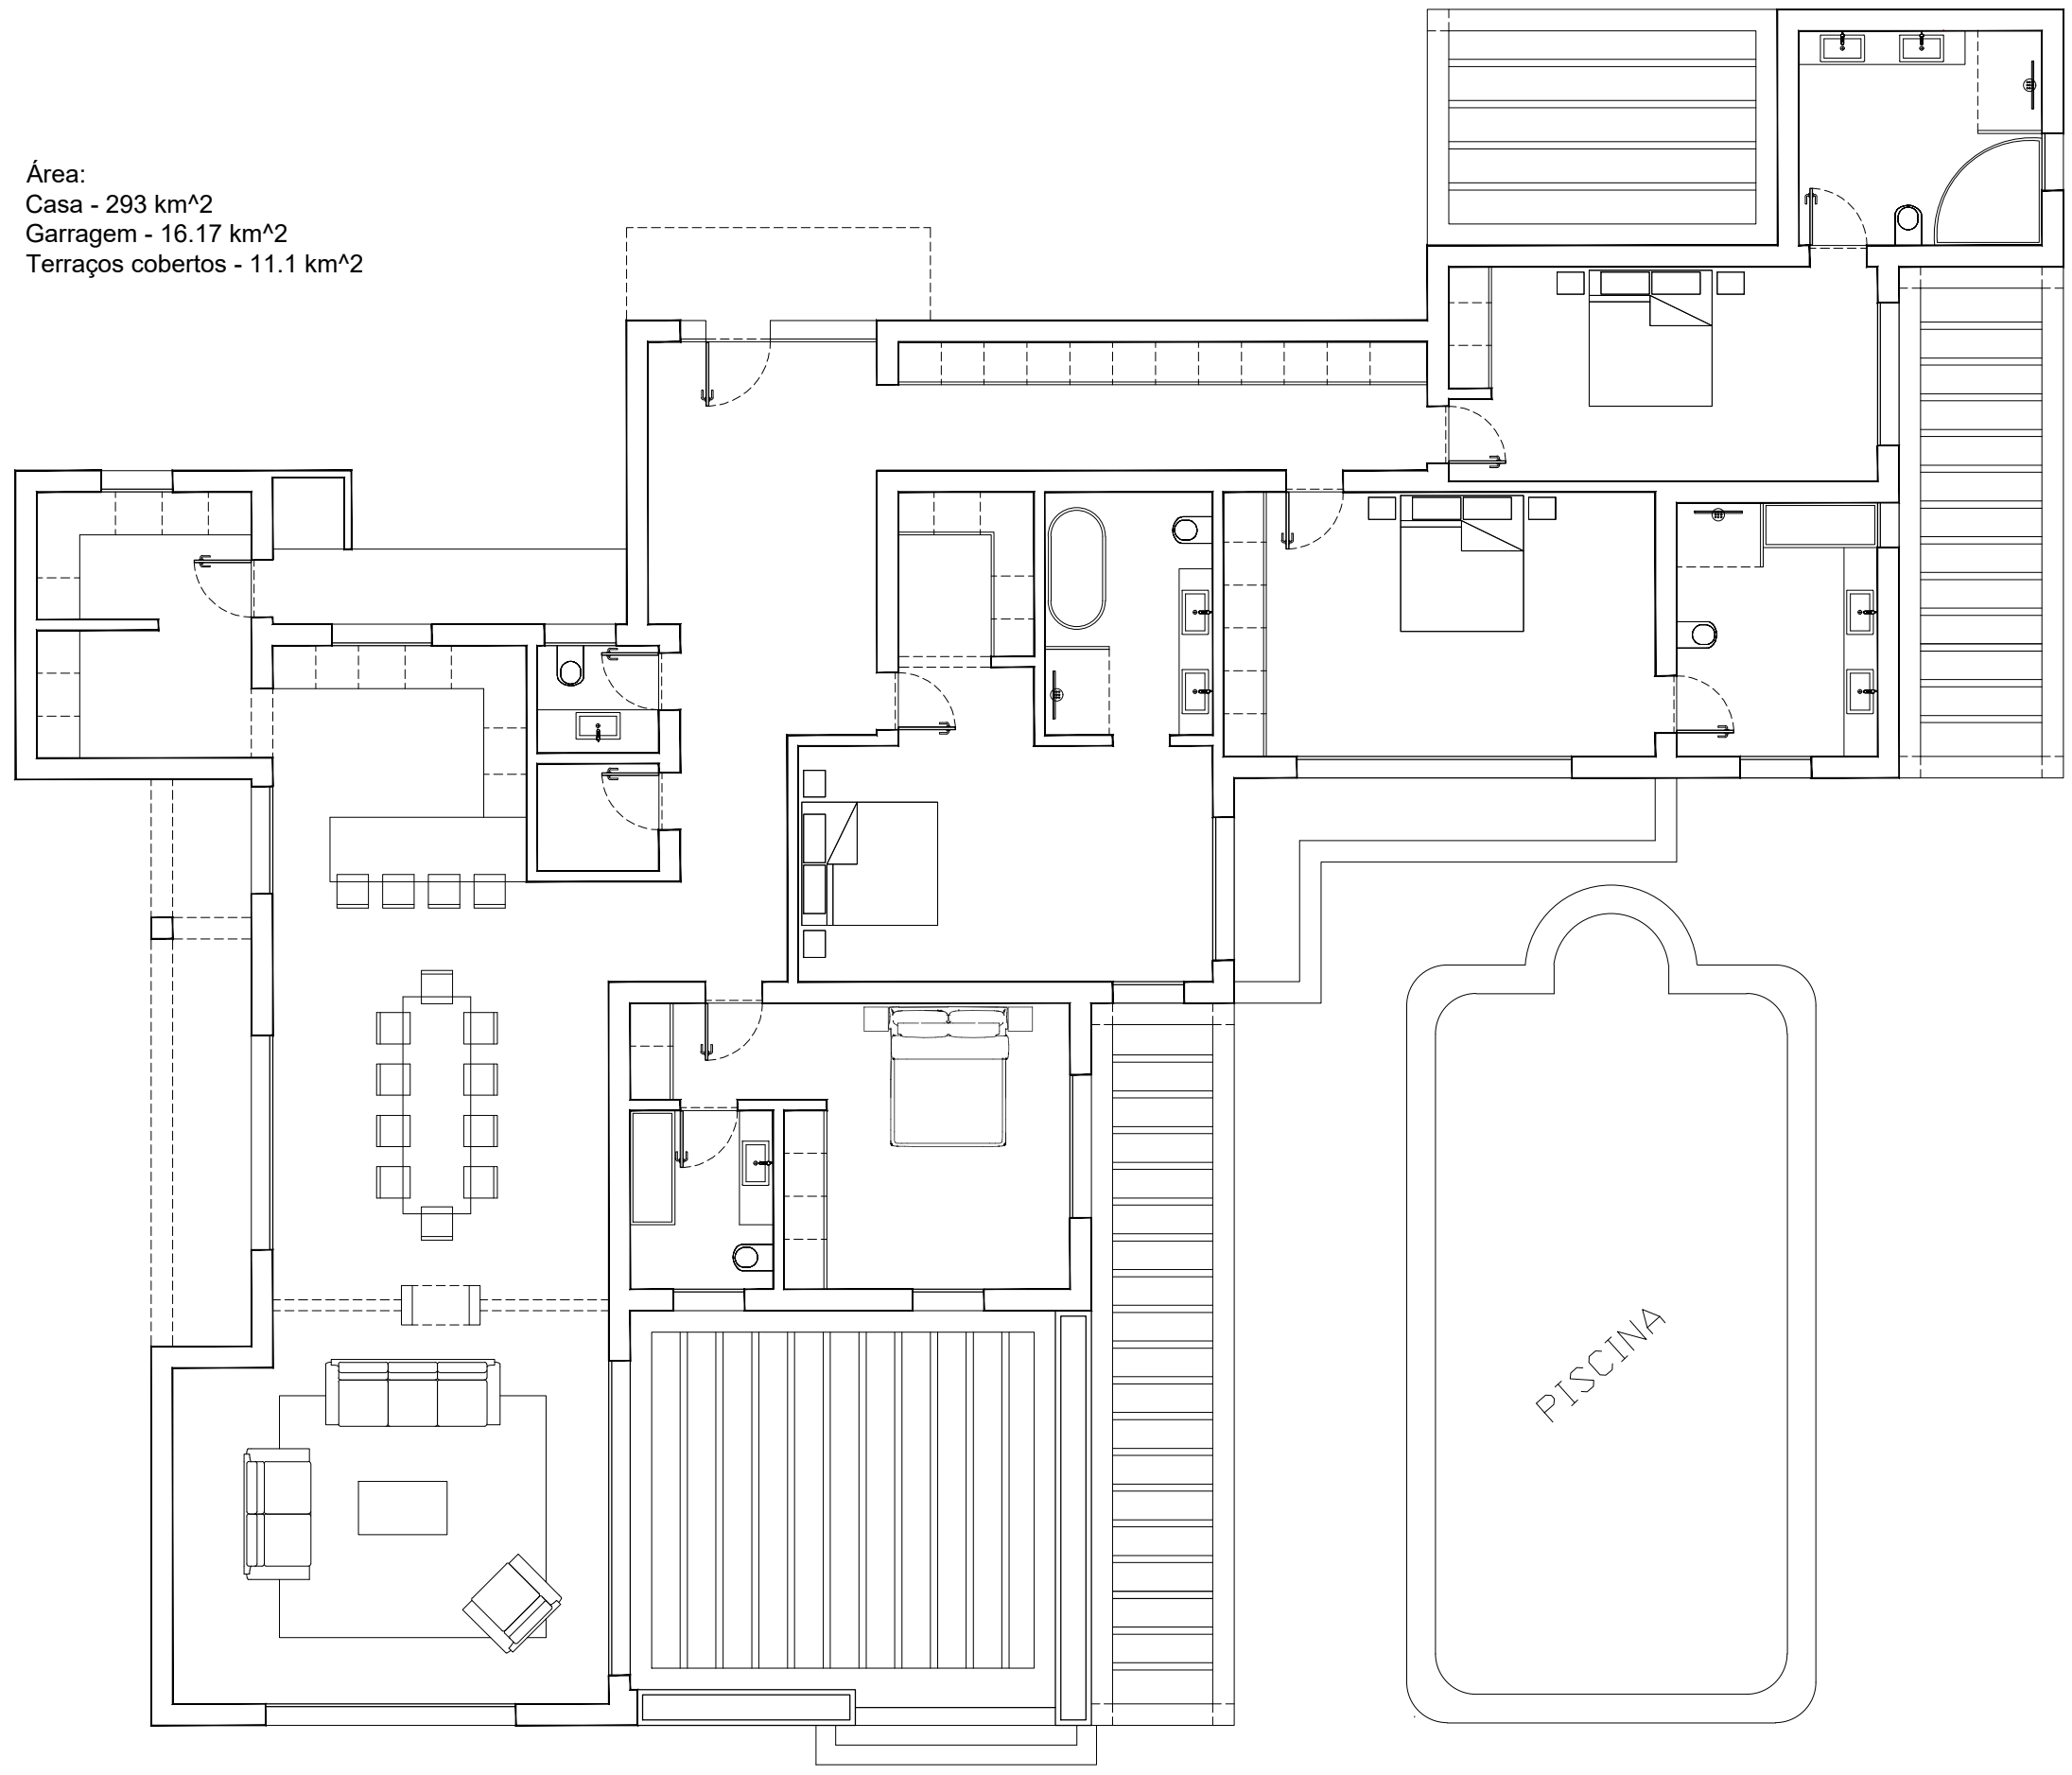 Área:
Casa - 293 km^2
Garragem - 16.17 km^2
Terraços cobertos - 11.1 km^2
PISCINA